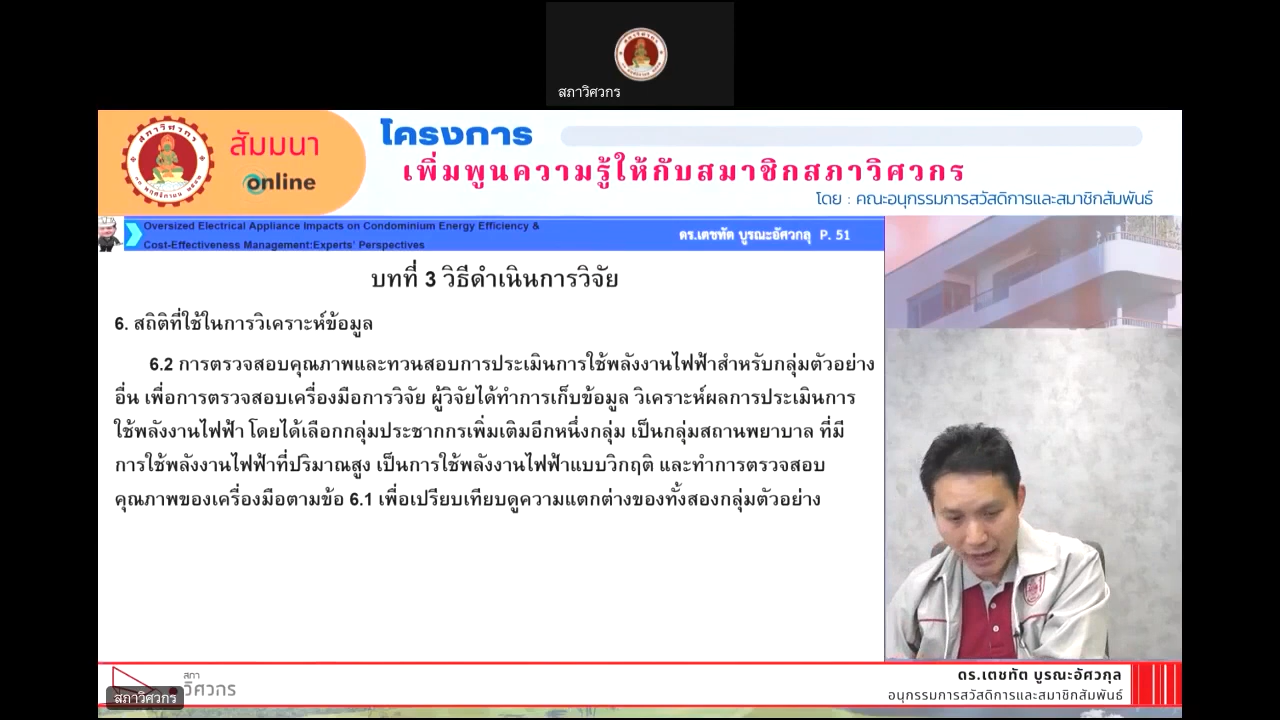 สภาวิศวกร
สภาวิศวกร
สัมมนา
online
โครงการ
เพิ่มพูนความรู้ให้กับสมาชิกสภาวิศวกร
โดย : คณะอนุกรรมการสวัสดิการและสมาชิกสัมพันธ์
Oversized Electrical Appliance Impacts on Condominium Energy Efficiency &
Cost-Effectiveness Management:Experts' Perspectives
ดร.เตชทัต บูรณะอัศวกลุ P. 51
บทที่ 3 วิธีดำเนินการวิจัย
6. สถิติที่ใช้ในการวิเคราะห์ข้อมูล
6.2 การตรวจสอบคุณภาพและทวนสอบการประเมินการใช้พลังงานไฟฟ้าสำหรับกลุ่มตัวอย่าง
อื่น เพื่อการตรวจสอบเครื่องมือการวิจัย ผู้วิจัยได้ทำการเก็บข้อมูล วิเคราะห์ผลการประเมินการ
ใช้พลังงานไฟฟ้า โดยได้เลือกกลุ่มประชากกรเพิ่มเติมอีกหนึ่งกลุ่ม เป็นกลุ่มสถานพยาบาล ที่มี
การใช้พลังงานไฟฟ้าที่ปริมาณสูง เป็นการใช้พลังงานไฟฟ้าแบบวิกฤติ และทำการตรวจสอบ
คุณภาพของเครื่องมือตามข้อ 6.1 เพื่อเปรียบเทียบดูความแตกต่างของทั้งสองกลุ่มตัวอย่าง
สภา
วิศวกร
สภาวิศวกร
ดร.เตชทัต บูรณะอัศวกุล
อนุกรรมการสวัสดิการและสมาชิกสัมพันธ์